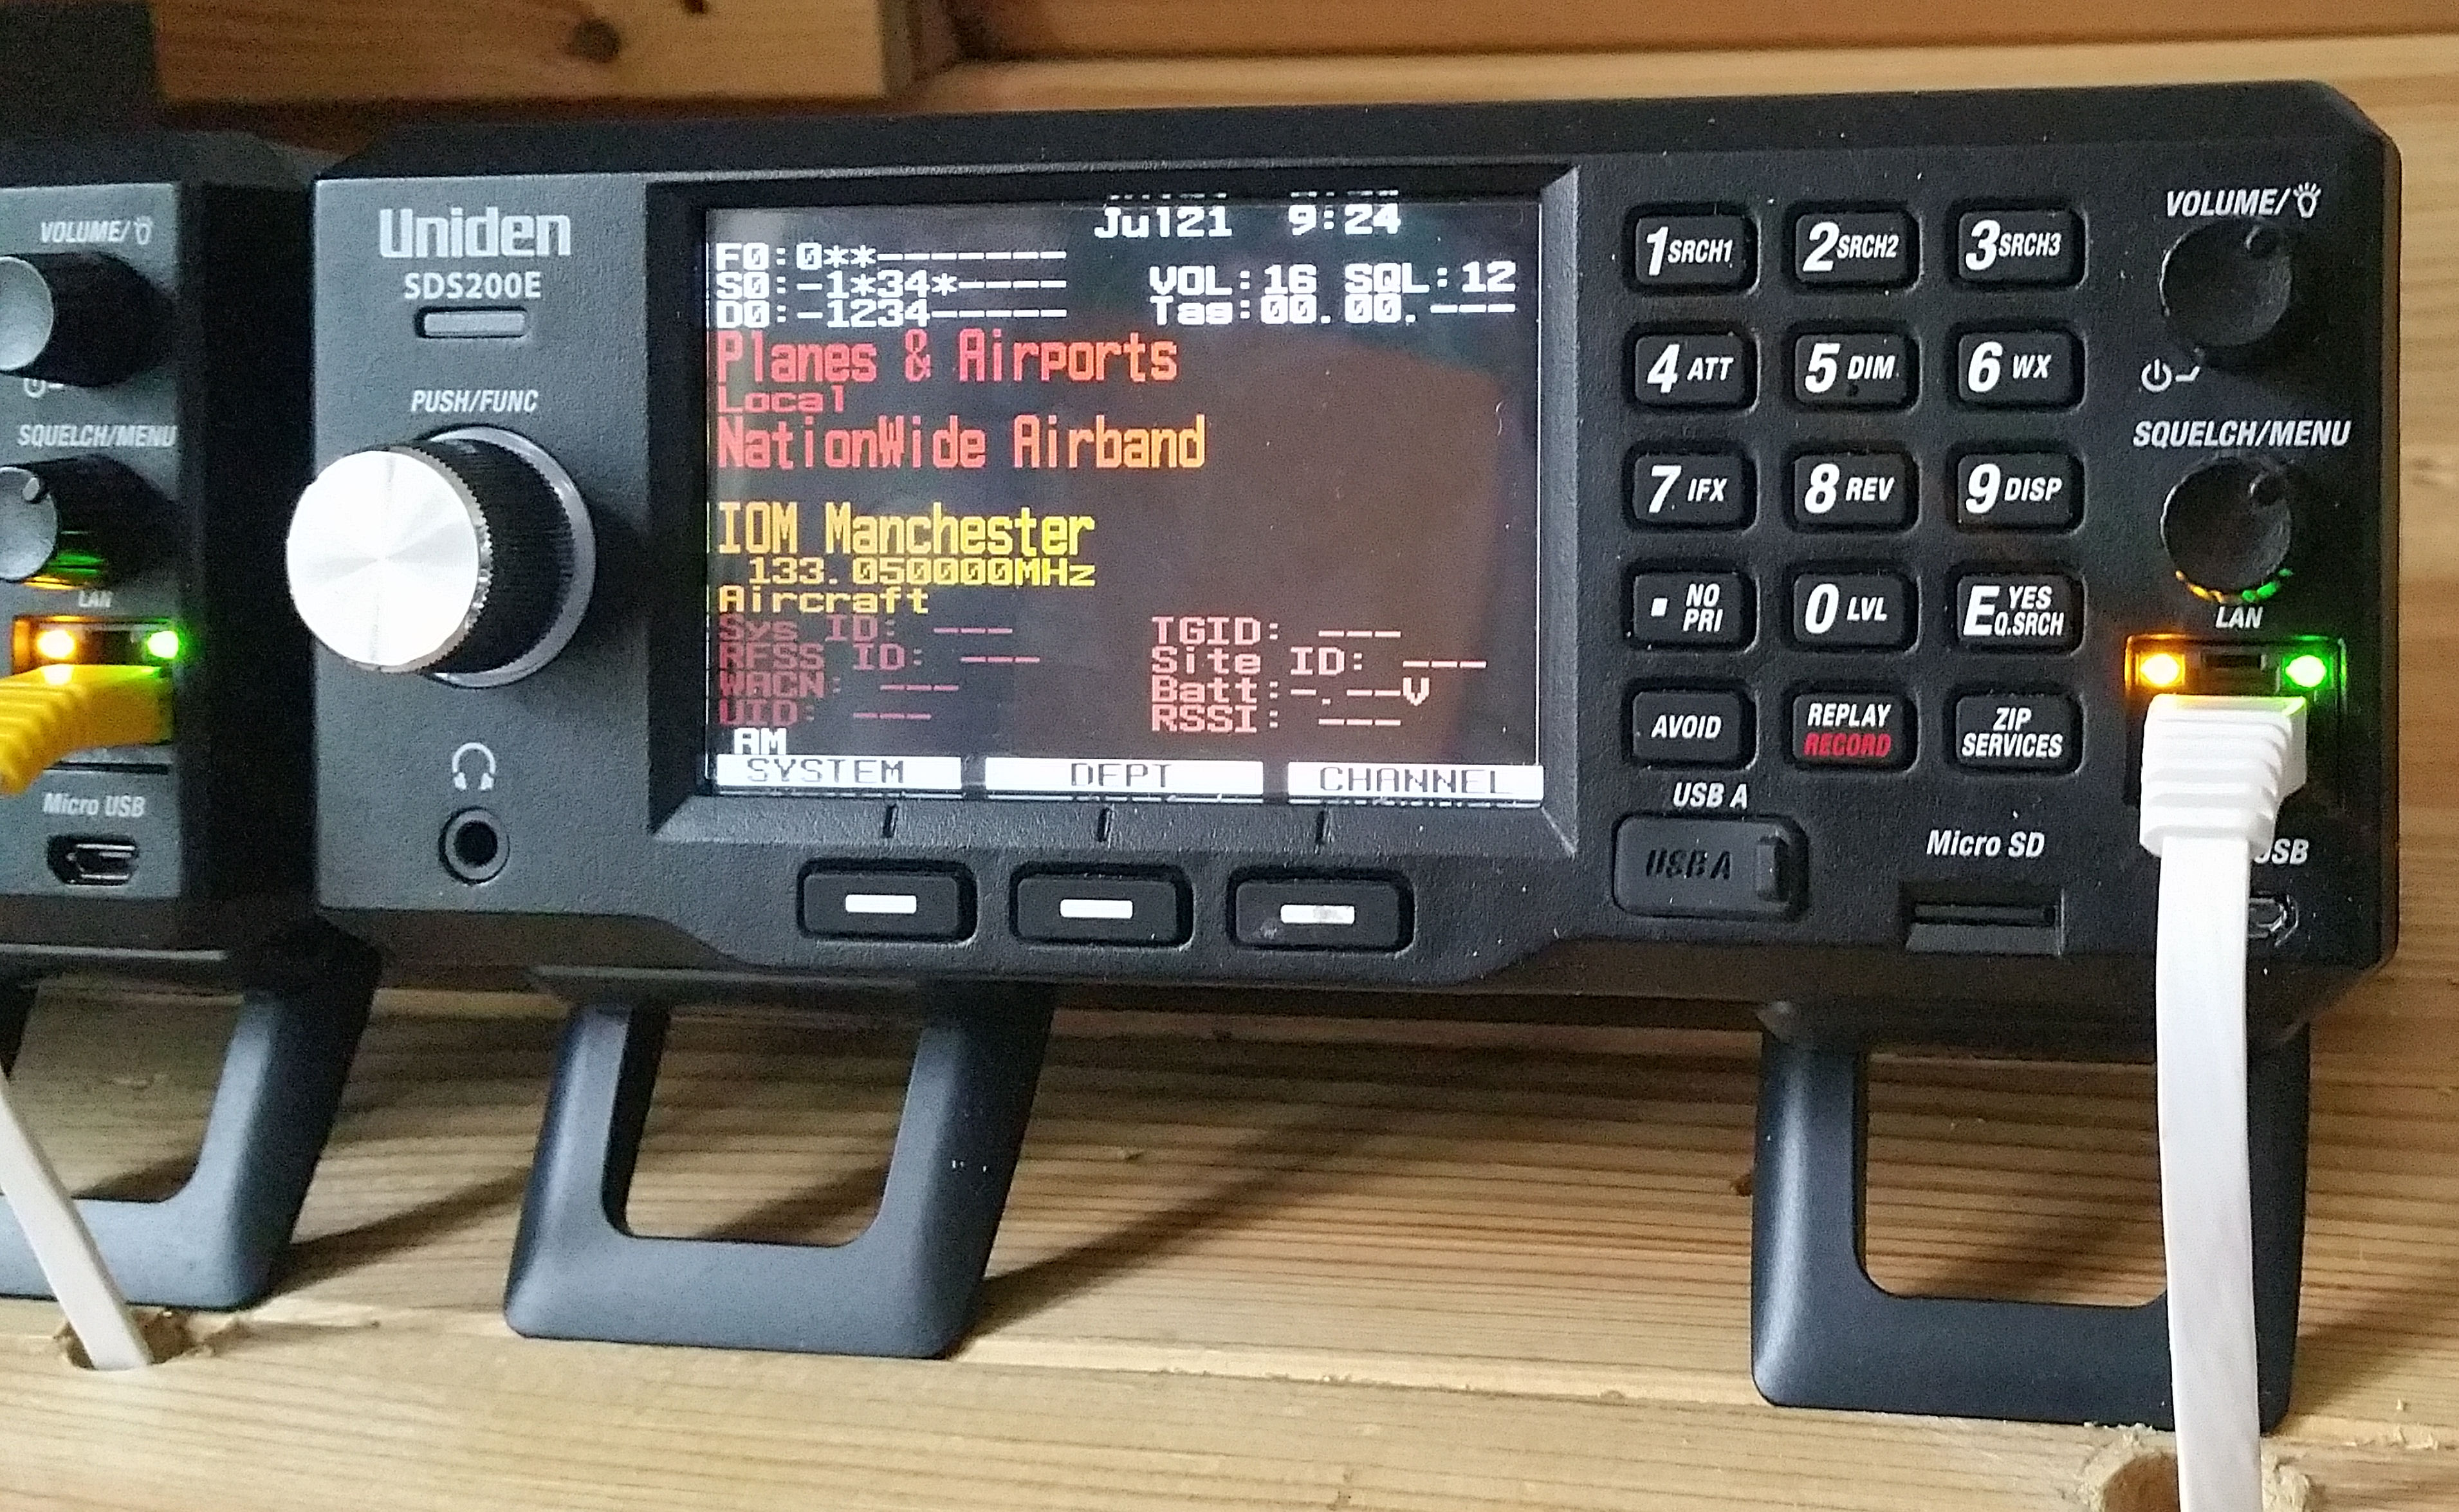 VOLUME/
SQUELCH/MENU
LAN
Micro USB
Uniden
SDS200E
PUSH/FUNC
Jul21 9:24
F0:0**-------
S0:-1*34*---- VOL:16 SQL:12
D0:-1234----- Tag:00.00.---
Planes & Airports
Local
NationWide Airband
IOM Manchester
133.050000MHz
Aircraft
Sys ID: --- TGID: ---
RFSS ID: --- Site ID: ---
WACN: --- Batt:-.--V
UID: --- RSSI: ---
AM
SYSTEM DEPT CHANNEL
1 SRCH1 2 SRCH2 3 SRCH3
4 ATT 5 DIM 6 WX
7 IFX 8 REV 9 DISP
. NO PRI 0 LVL E YES Q.SRCH
AVOID REPLAY RECORD ZIP SERVICES
USB A
USB A
Micro SD
VOLUME/
SQUELCH/MENU
LAN
USB